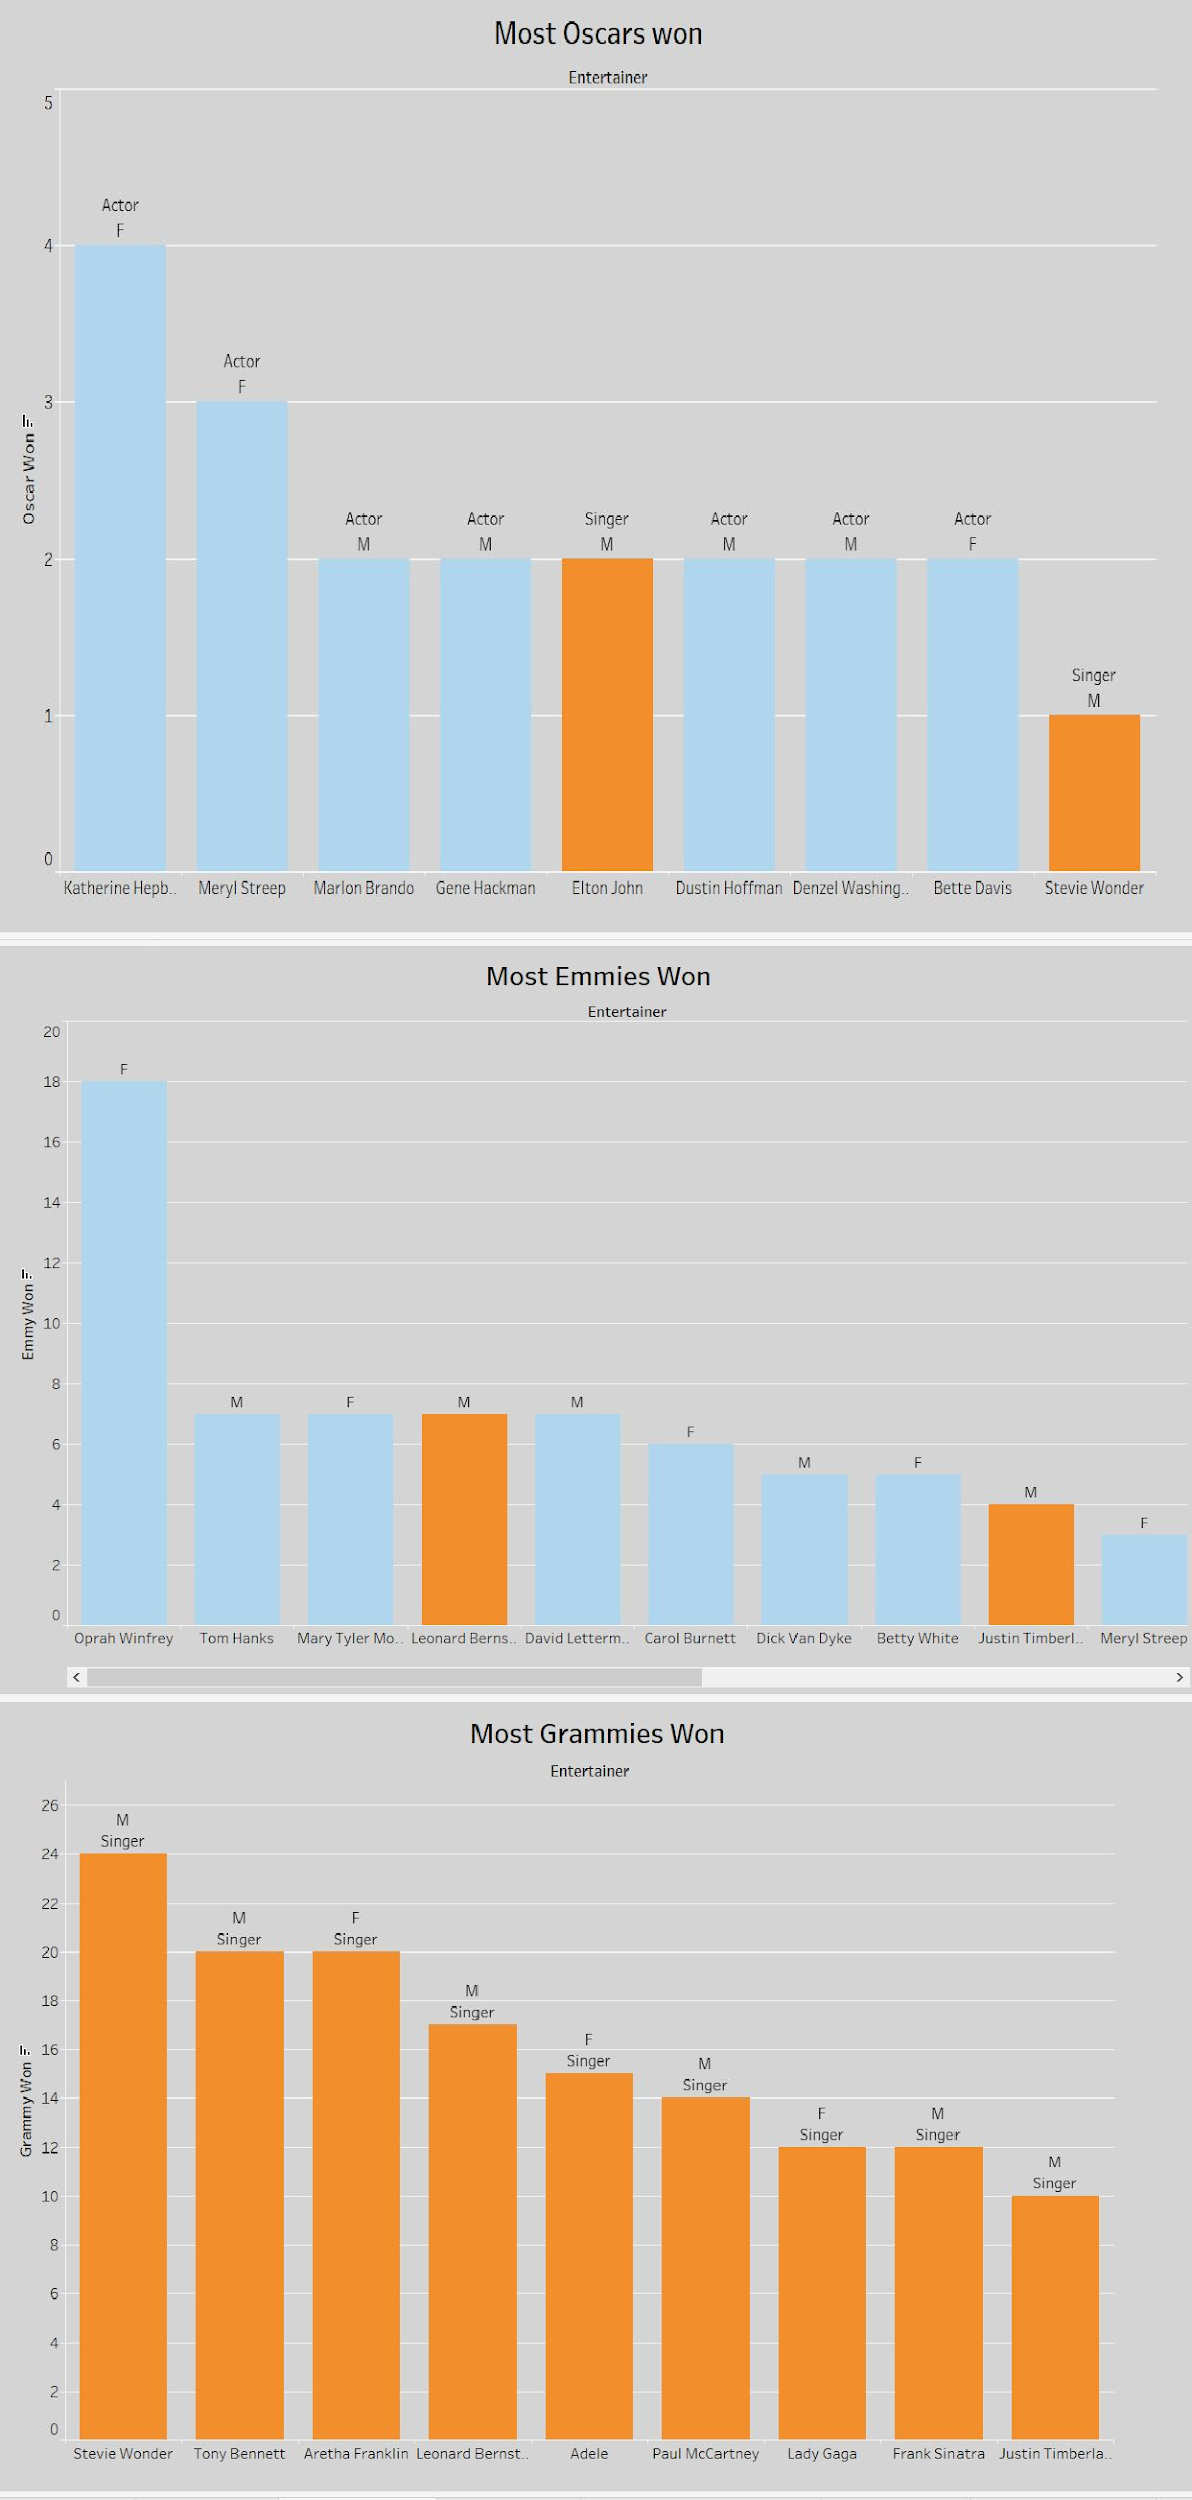 Most Oscars won
Entertainer
Oscar Won
5
4
3
2
1
0
Actor
F
Actor
F
Actor
M
Actor
M
Singer
M
Actor
M
Actor
M
Actor
F
Singer
M
Katherine Hepb..
Meryl Streep
Marlon Brando
Gene Hackman
Elton John
Dustin Hoffman
Denzel Washing..
Bette Davis
Stevie Wonder
Most Emmies Won
Entertainer
Emmy Won
20
18
16
14
12
10
8
6
4
2
0
F
M
F
M
M
F
M
F
M
F
Oprah Winfrey
Tom Hanks
Mary Tyler Mo..
Leonard Berns..
David Letterm..
Carol Burnett
Dick Van Dyke
Betty White
Justin Timberl..
Meryl Streep
Most Grammies Won
Entertainer
Grammy Won
26
24
22
20
18
16
14
12
10
8
6
4
2
0
M
Singer
M
Singer
F
Singer
M
Singer
F
Singer
M
Singer
F
Singer
M
Singer
M
Singer
Stevie Wonder
Tony Bennett
Aretha Franklin
Leonard Bernst..
Adele
Paul McCartney
Lady Gaga
Frank Sinatra
Justin Timberla..